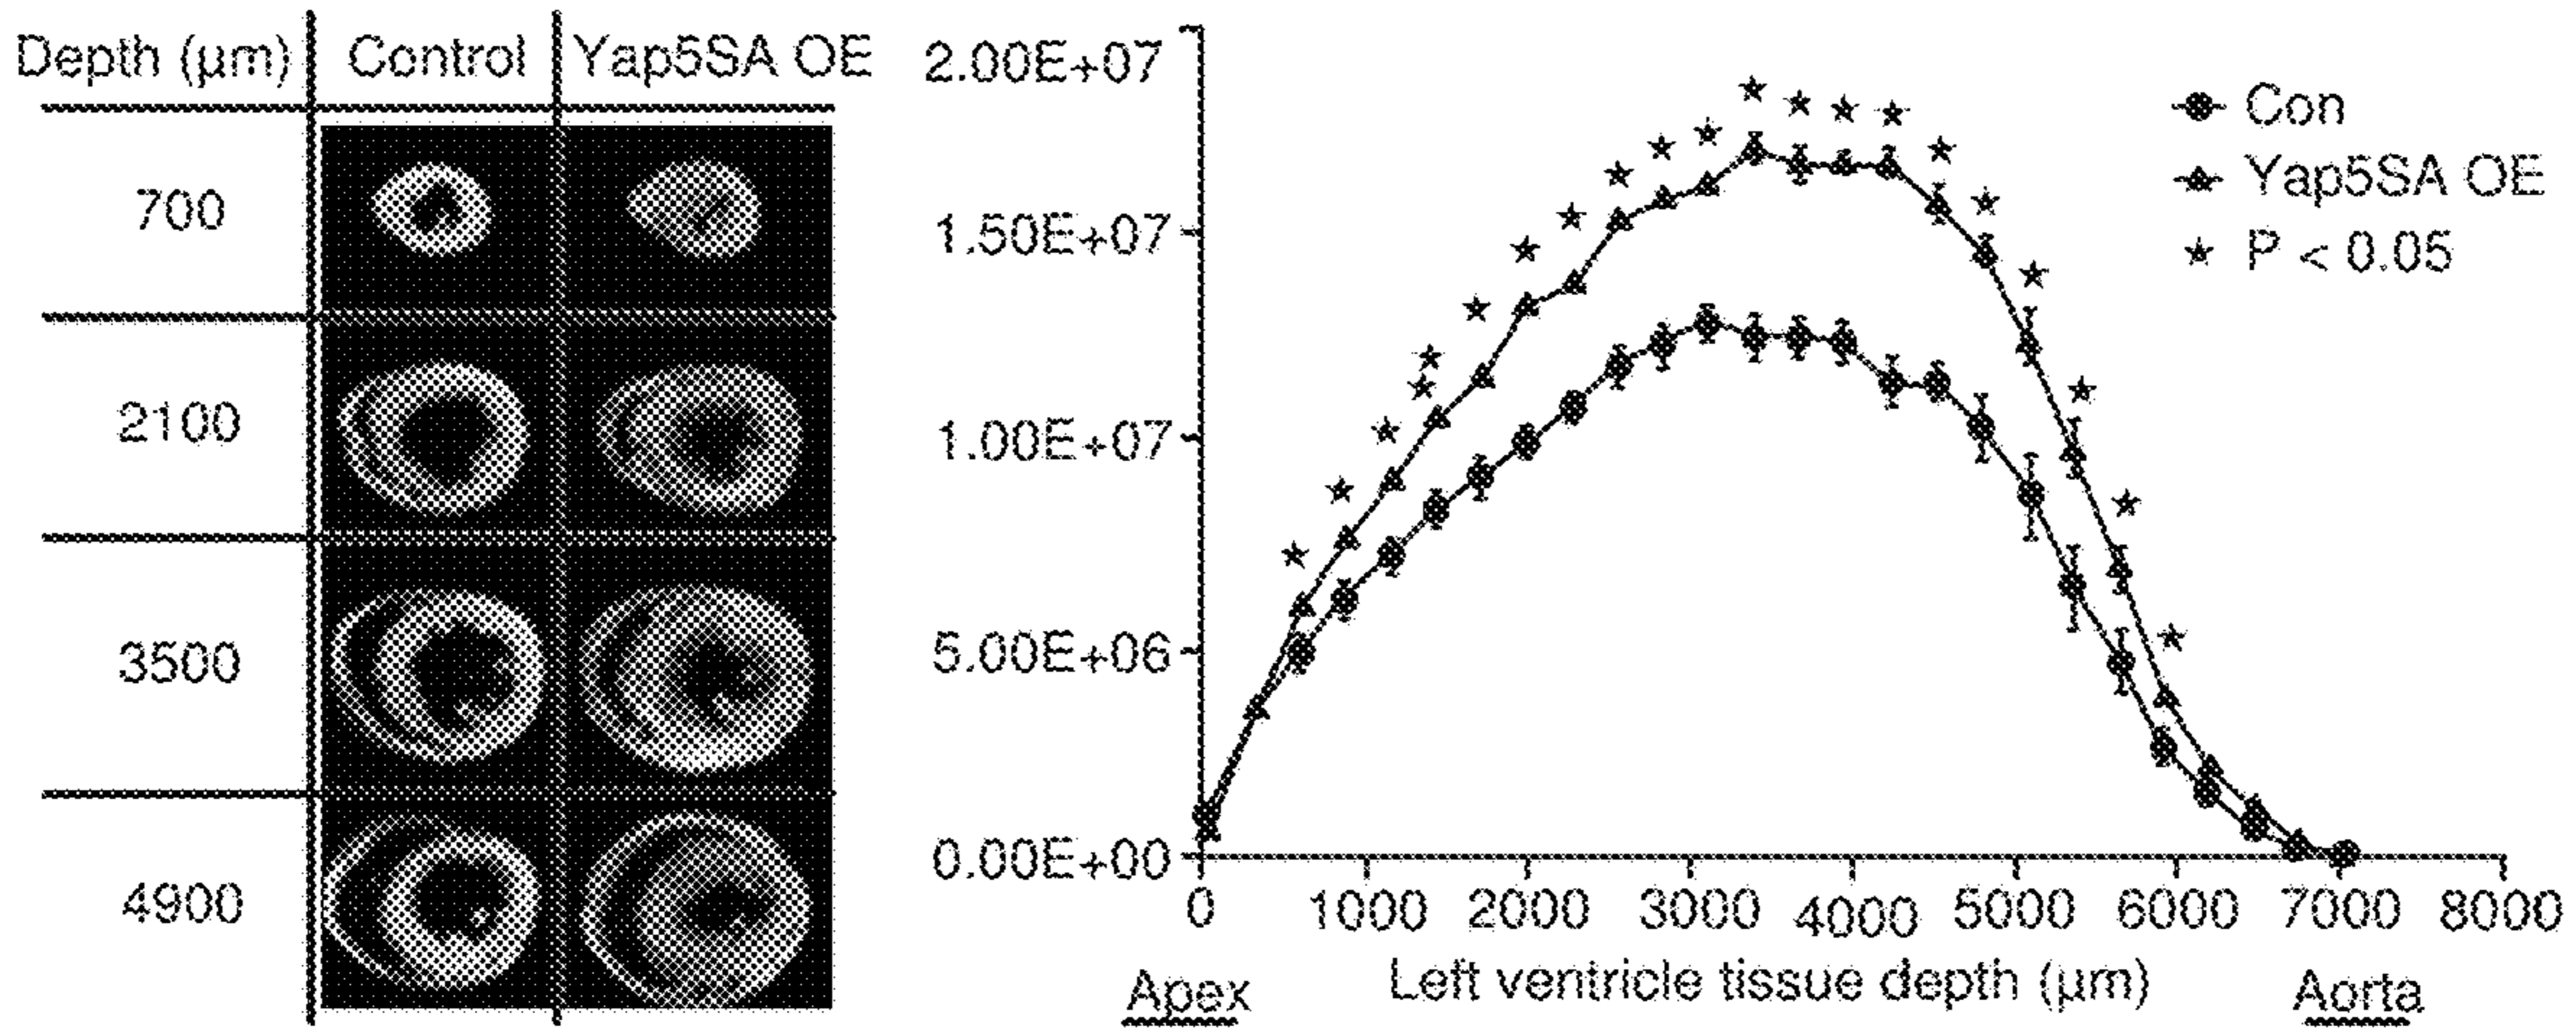 Depth (µm) Control Yap5SA OE
700
2100
3500
4900
2.00E+07
1.50E+07
1.00E+07
5.00E+06
0.00E+00
Con
Yap5SA OE
P < 0.05
0 1000 2000 3000 4000 5000 6000 7000 8000
Apex Left ventricle tissue depth (µm) Aorta